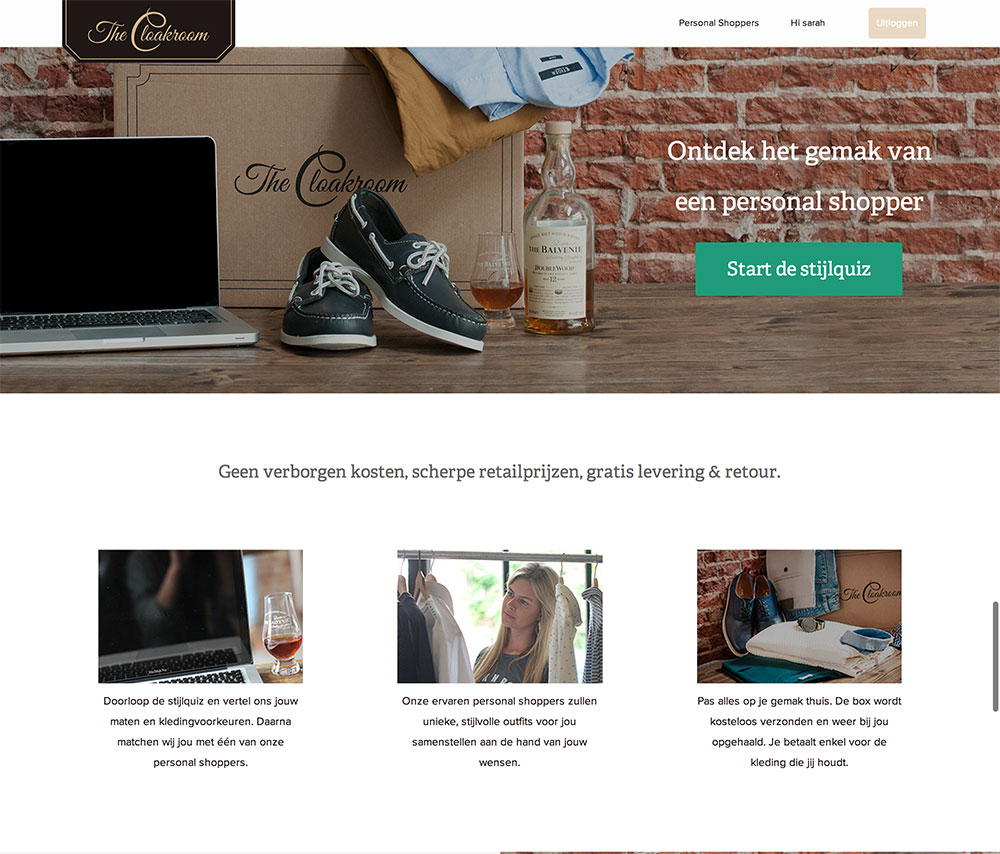 The Cloakroom
Personal Shoppers
Hi sarah
Uitloggen
The Cloakroom
Ontdek het gemak van
een personal shopper
Start de stijlquiz
THE BALVENIE
DOUBLEWOOD
12
Geen verborgen kosten, scherpe retailprijzen, gratis levering & retour.
The Cloakroom
Doorloop de stijlquiz en vertel ons jouw
maten en kledingvoorkeuren. Daarna
matchen wij jou met één van onze
personal shoppers.
Onze ervaren personal shoppers zullen
unieke, stijlvolle outfits voor jou
samenstellen aan de hand van jouw
wensen.
Pas alles op je gemak thuis. De box wordt
kosteloos verzonden en weer bij jou
opgehaald. Je betaalt enkel voor de
kleding die jij houdt.